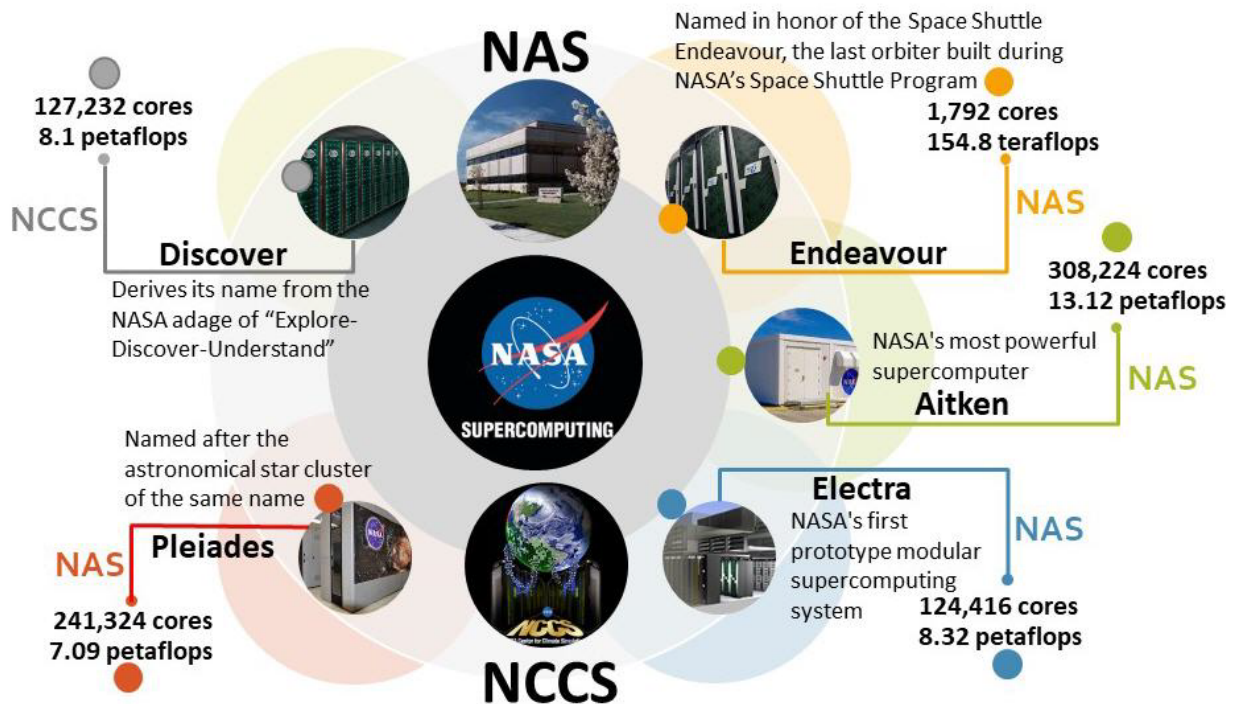 NAS
Named in honor of the Space Shuttle
Endeavour, the last orbiter built during
NASA’s Space Shuttle Program
127,232 cores
8.1 petaflops
1,792 cores
154.8 teraflops
NCCS
NAS
Discover
Endeavour
Derives its name from the
NASA adage of “Explore-
Discover-Understand”
308,224 cores
13.12 petaflops
NASA
SUPERCOMPUTING
NASA's most powerful
supercomputer
Aitken
NAS
Named after the
astronomical star cluster
of the same name
Pleiades
NAS
241,324 cores
7.09 petaflops
NASA
Electra
NASA's first
prototype modular
supercomputing
system
NAS
124,416 cores
8.32 petaflops
NCCS
NCCS